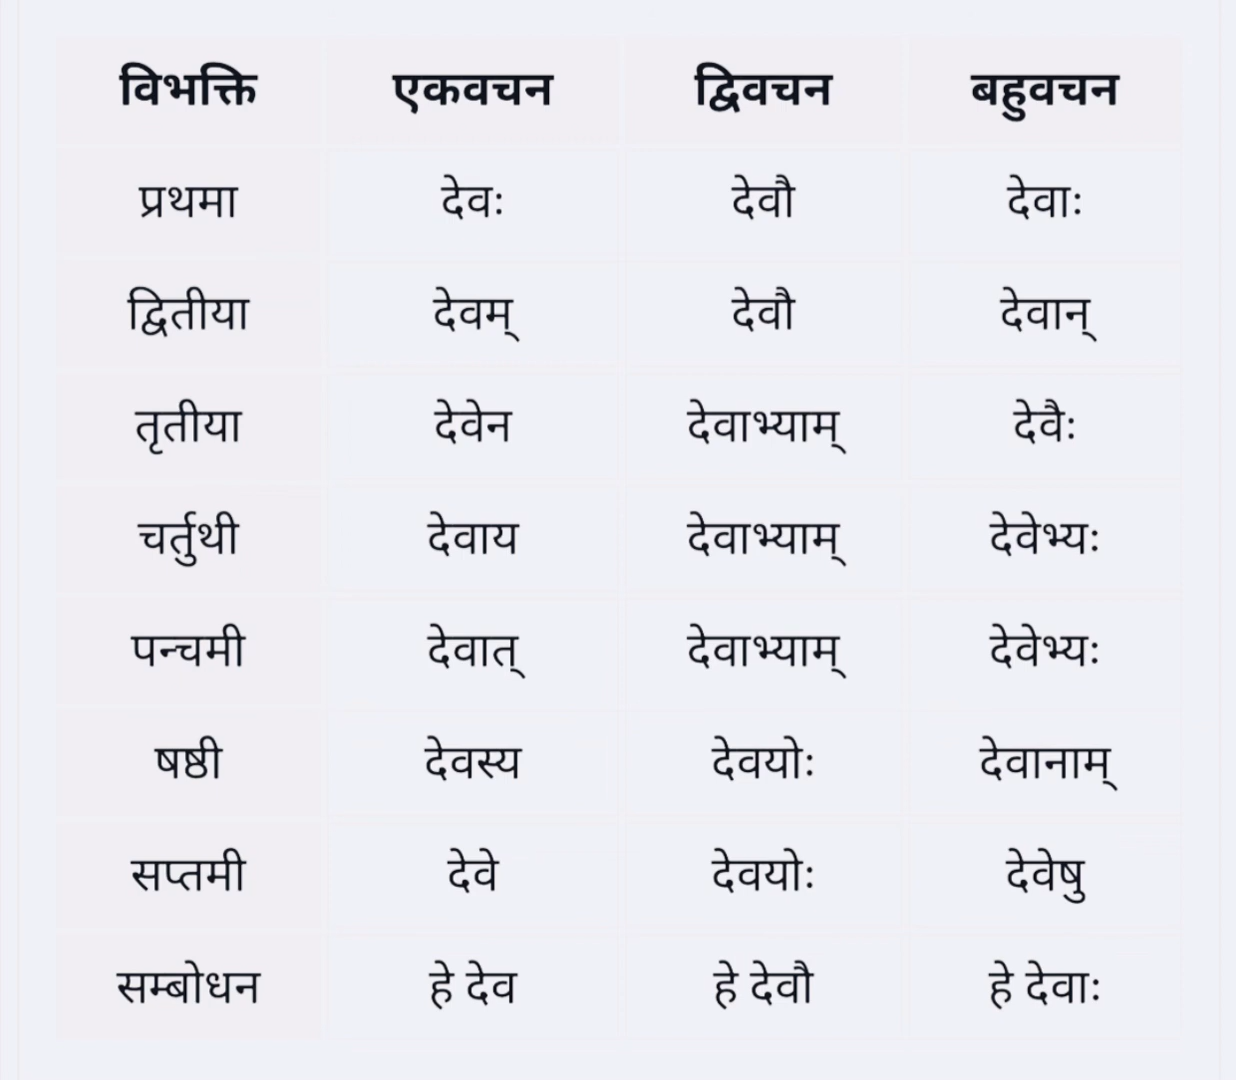 विभक्ति एकवचन द्विवचन बहुवचन
प्रथमा देवः देवौ देवाः
द्वितीया देवम् देवौ देवान्
तृतीया देवेन देवाभ्याम् देवैः
चर्तुथी देवाय देवाभ्याम् देवेभ्यः
पन्चमी देवात् देवाभ्याम् देवेभ्यः
षष्ठी देवस्य देवयोः देवानाम्
सप्तमी देवे देवयोः देवेषु
सम्बोधन हे देव हे देवौ हे देवाः